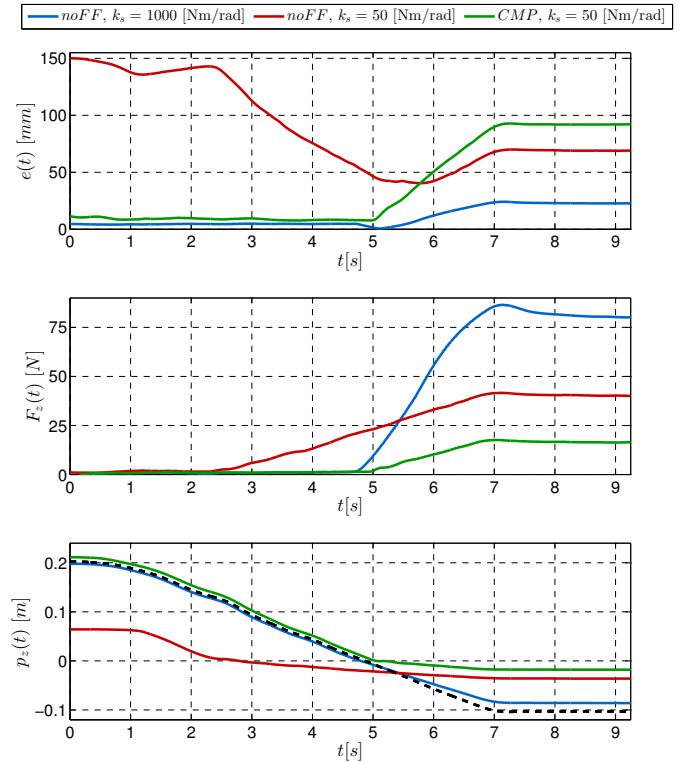 noFF, k_s = 1000 [Nm/rad] noFF, k_s = 50 [Nm/rad] CMP, k_s = 50 [Nm/rad]
150
100
50
0
e(t) [mm]
0 1 2 3 4 5 6 7 8 9
t[s]
75
50
25
0
F_z(t) [N]
0 1 2 3 4 5 6 7 8 9
t[s]
0.2
0.1
0
−0.1
p_z(t) [m]
0 1 2 3 4 5 6 7 8 9
t[s]